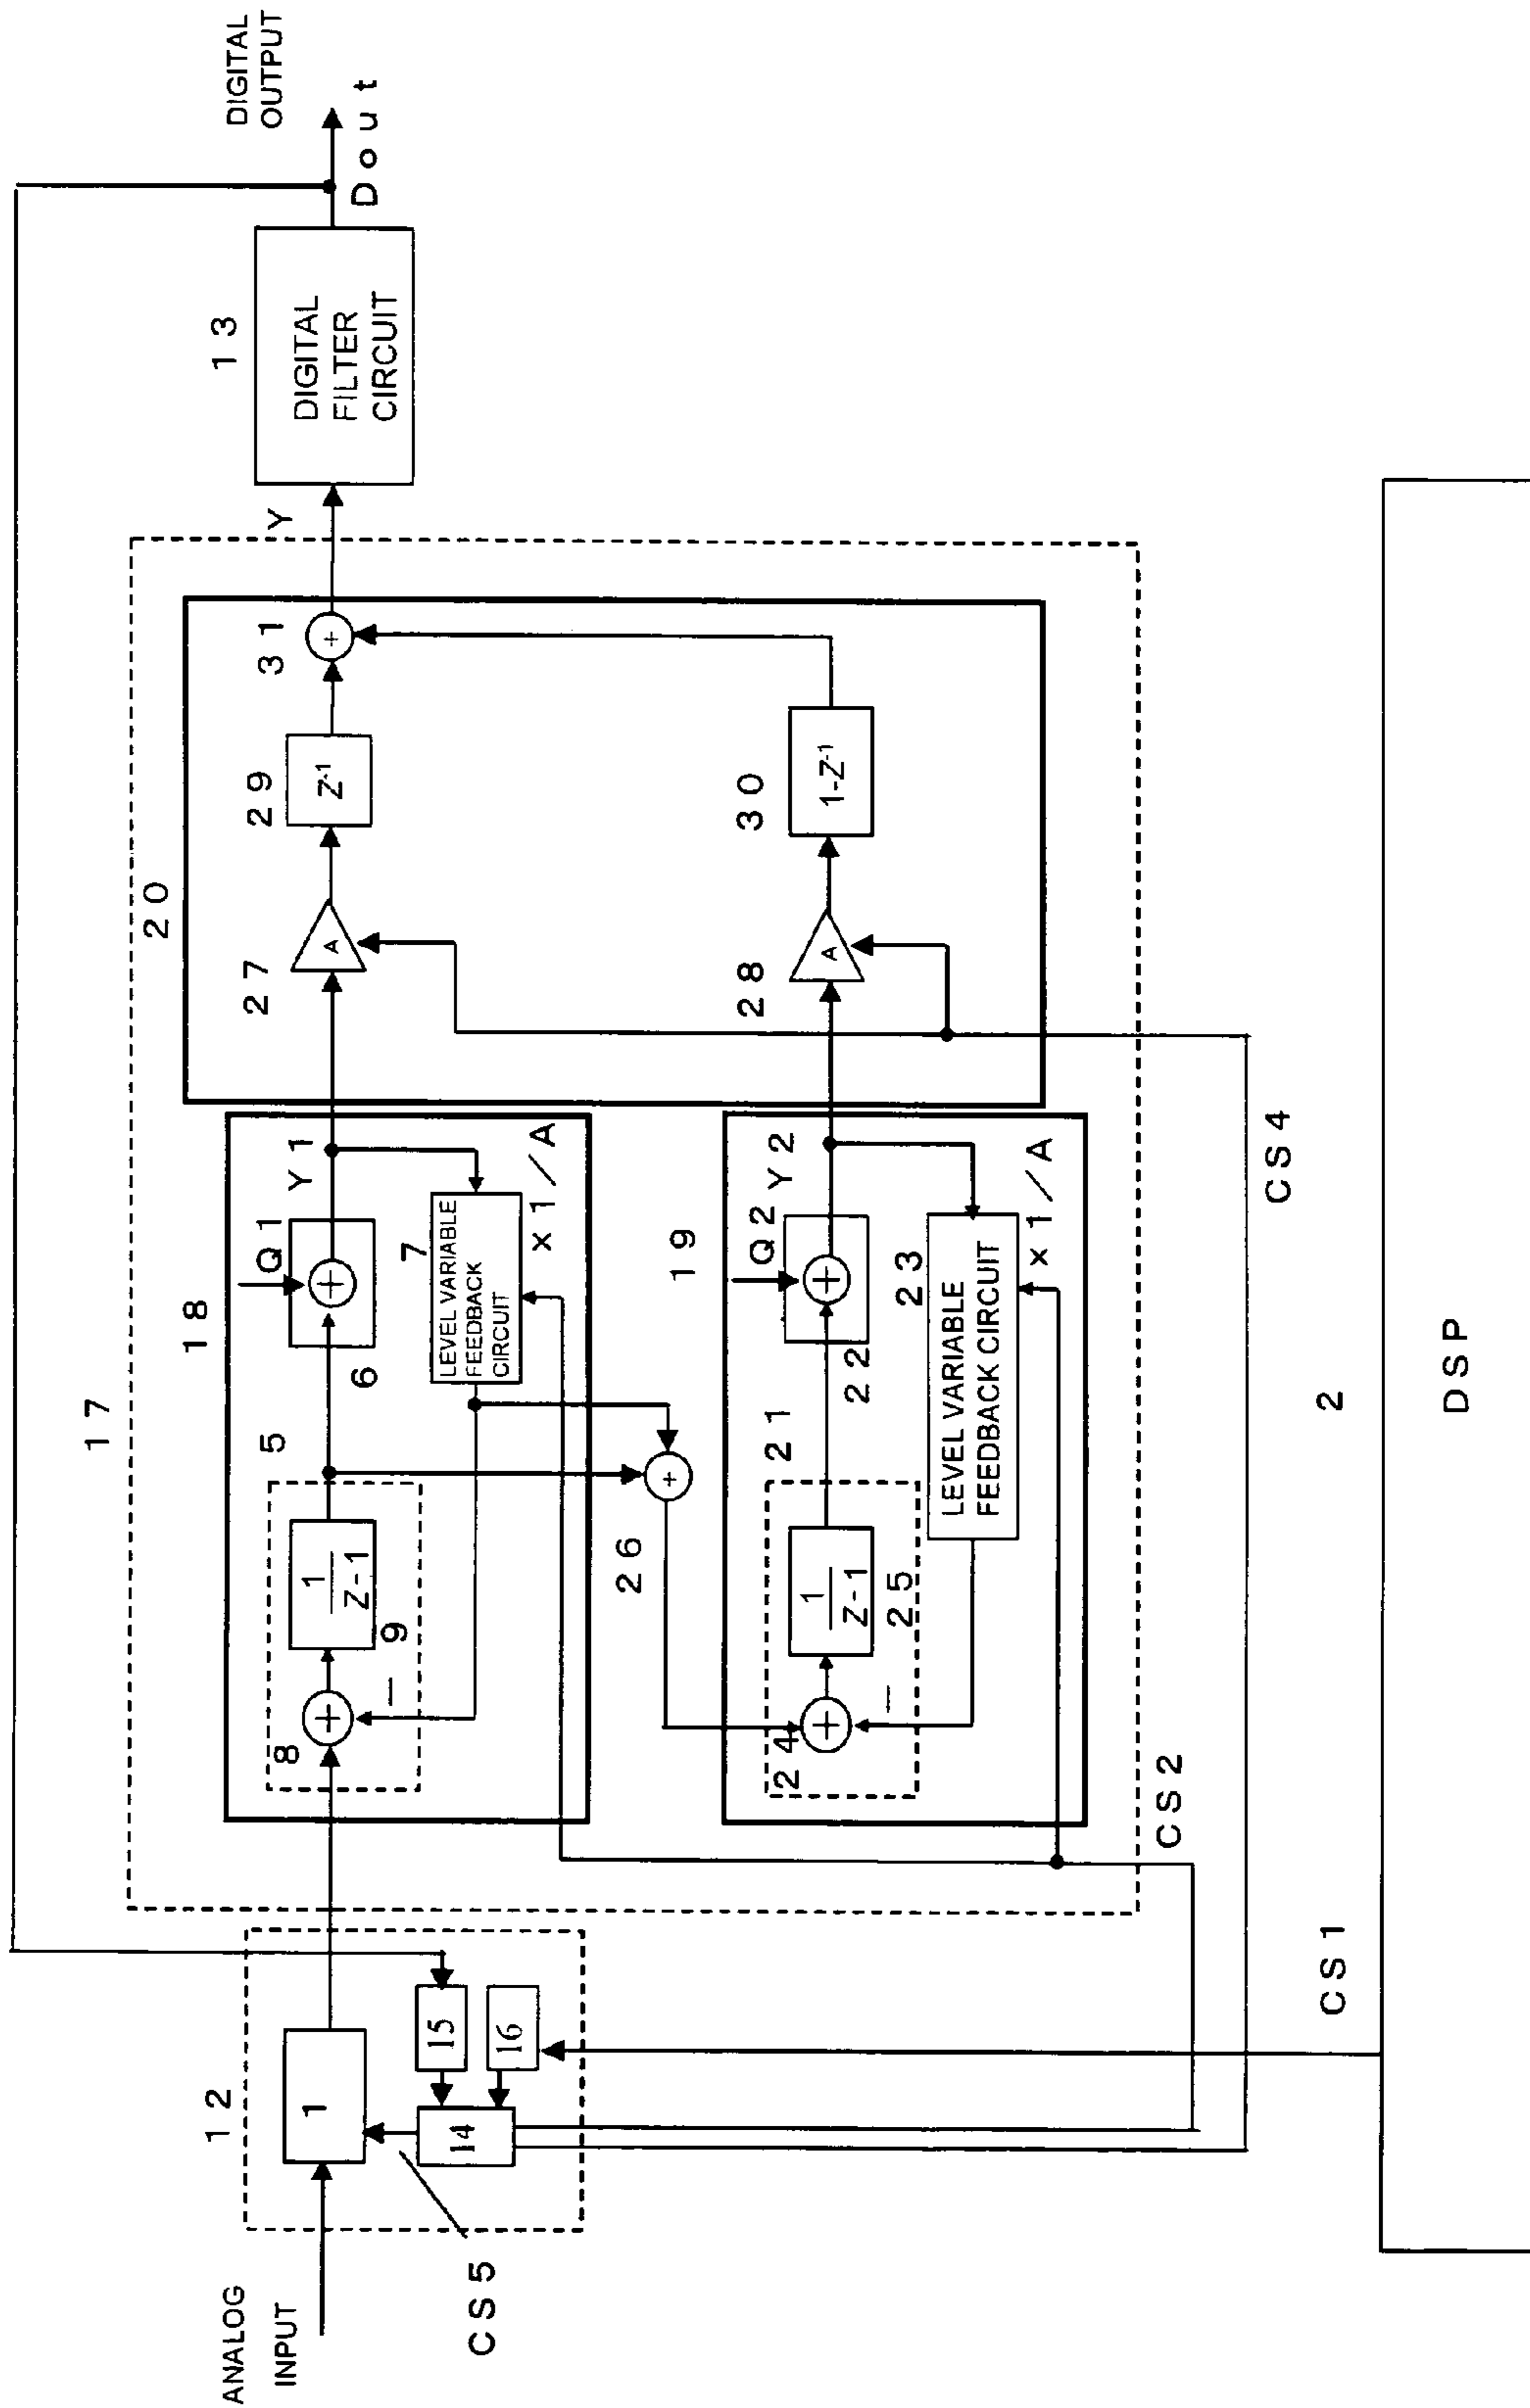 ANALOG
INPUT
12
1
14
15
16
CS5
17
18
8
9
1
Z-1
5
6
Q1
Y1
7
LEVEL VARIABLE
FEEDBACK
CIRCUIT
×1/A
26
+
19
24
25
1
Z-1
21
22
Q2
Y2
23
LEVEL VARIABLE
FEEDBACK CIRCUIT
×1/A
20
27
A
29
Z-1
31
+
28
A
30
1-Z-1
Y
13
DIGITAL
FILTER
CIRCUIT
DIGITAL
OUTPUT
Dout
CS2
CS4
CS1
2
DSP